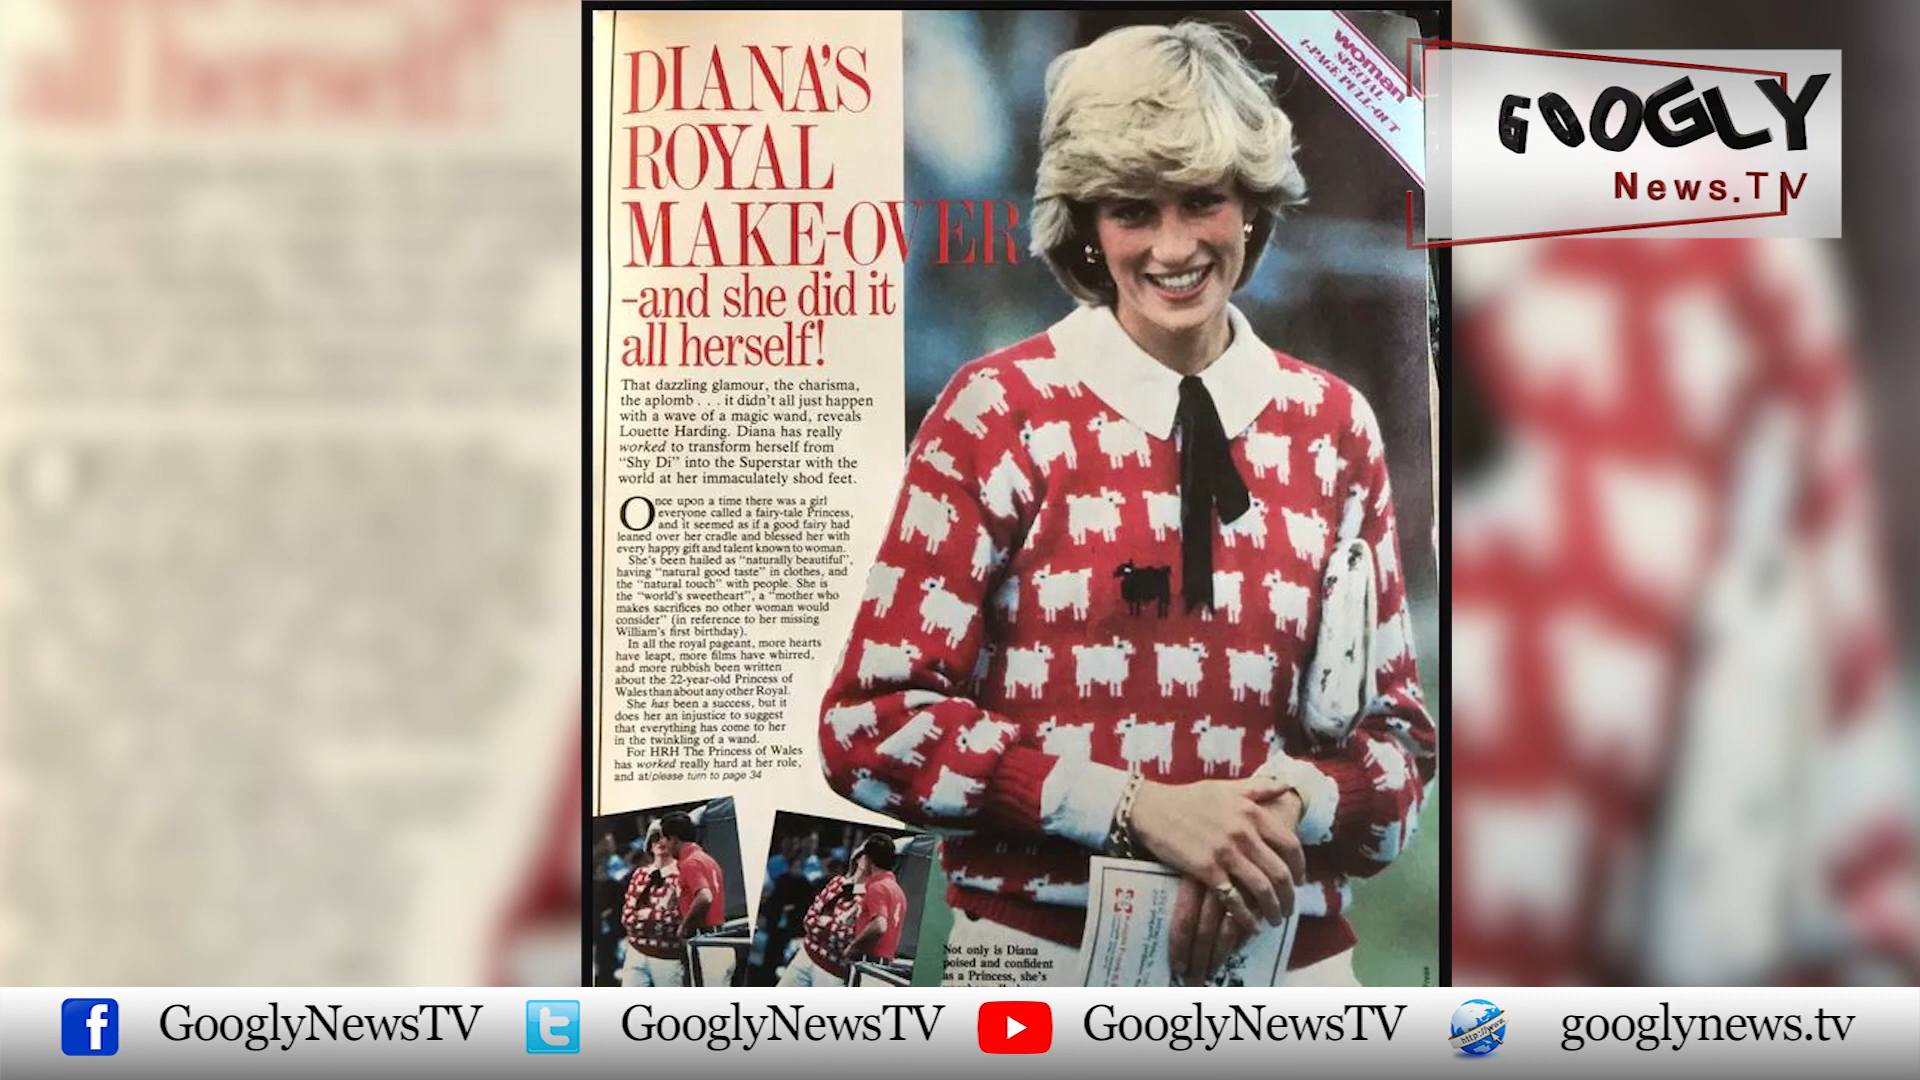 DIANA'S
ROYAL
MAKE-OVER
-and she did it
all herself!
That dazzling glamour, the charisma,
the aplomb . . . it didn't all just happen
with a wave of a magic wand, reveals
Louette Harding. Diana has really
worked to transform herself from
"Shy Di" into the Superstar with the
world at her immaculately shod feet.
Once upon a time there was a girl
everyone called a fairy-tale Princess,
and it seemed as if a good fairy had
leaned over her cradle and blessed her with
every happy gift and talent known to woman.
She's been hailed as "naturally beautiful",
having "natural good taste" in clothes, and
the "natural touch" with people. She is
the "world's sweetheart", a "mother who
makes sacrifices no other woman would
consider" (in reference to her missing
William's first birthday).
In all the royal pageant, more hearts
have leapt, more films have whirred,
and more rubbish been written
about the 22-year-old Princess of
Wales than about any other Royal.
She has been a success, but it
does her an injustice to suggest
that everything has come to her
in the twinkling of a wand.
For HRH The Princess of Wales
has worked really hard at her role,
and at/please turn to page 34
Not only is Diana
poised and confident
as a Princess, she's
woman
SPECIAL
4-PAGE PULL-OUT
GOOGLY
News.TV
GooglyNewsTV
GooglyNewsTV
GooglyNewsTV
http://www
googlynews.tv